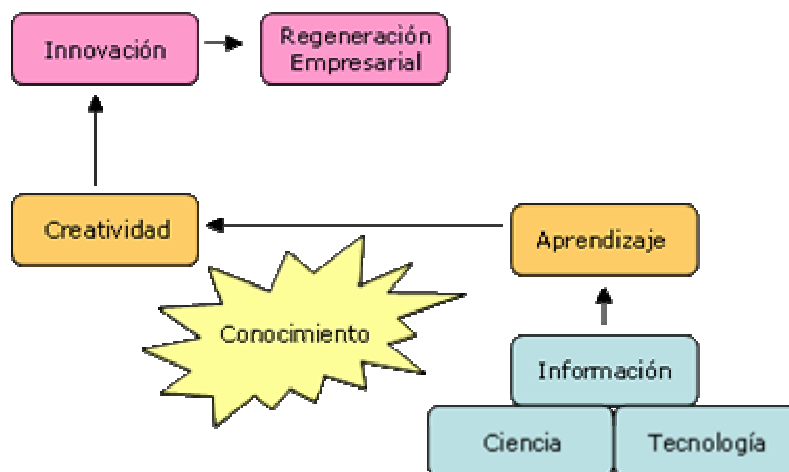 Innovación
Regeneración
Empresarial
Creatividad
Aprendizaje
Conocimiento
Información
Ciencia
Tecnología